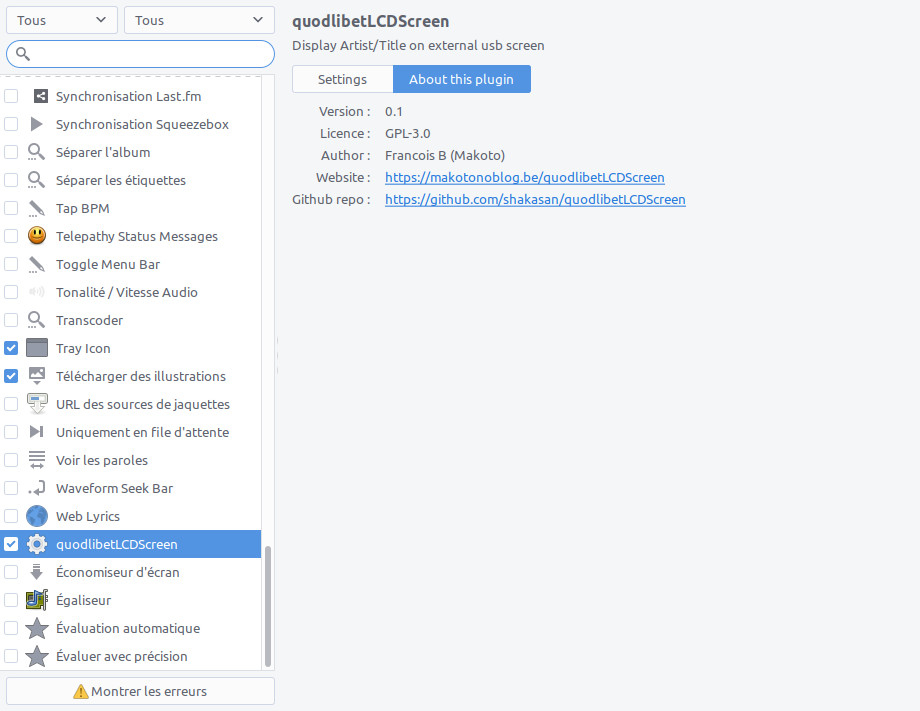 Tous
Tous
Synchronisation Last.fm
Synchronisation Squeezebox
Séparer l'album
Séparer les étiquettes
Tap BPM
Telepathy Status Messages
Toggle Menu Bar
Tonalité / Vitesse Audio
Transcoder
Tray Icon
Télécharger des illustrations
URL des sources de jaquettes
Uniquement en file d'attente
Voir les paroles
Waveform Seek Bar
Web Lyrics
quodlibetLCDScreen
Économiseur d'écran
Égaliseur
Évaluation automatique
Évaluer avec précision
Montrer les erreurs
quodlibetLCDScreen
Display Artist/Title on external usb screen
Settings
About this plugin
Version : 0.1
Licence : GPL-3.0
Author : Francois B (Makoto)
Website : https://makotonoblog.be/quodlibetLCDScreen
Github repo : https://github.com/shakasan/quodlibetLCDScreen